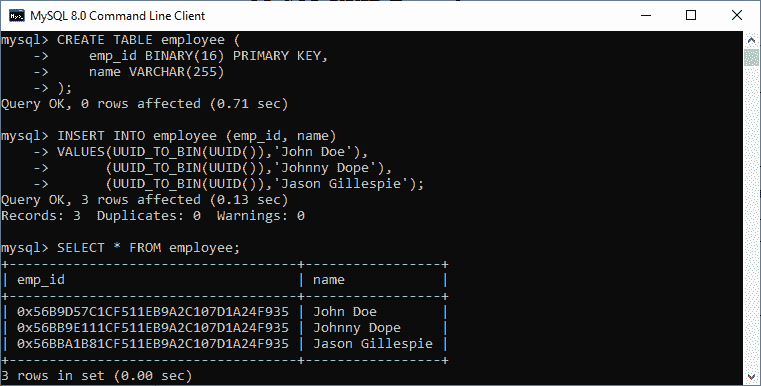 MySQL 8.0 Command Line Client
mysql> CREATE TABLE employee (
    ->     emp_id BINARY(16) PRIMARY KEY,
    ->     name VARCHAR(255)
    -> );
Query OK, 0 rows affected (0.71 sec)

mysql> INSERT INTO employee (emp_id, name)
    -> VALUES(UUID_TO_BIN(UUID()),'John Doe'),
    ->       (UUID_TO_BIN(UUID()),'Johnny Dope'),
    ->       (UUID_TO_BIN(UUID()),'Jason Gillespie');
Query OK, 3 rows affected (0.13 sec)
Records: 3  Duplicates: 0  Warnings: 0

mysql> SELECT * FROM employee;
+------------------------------------+-----------------+
| emp_id                             | name            |
+------------------------------------+-----------------+
| 0x56B9D57C1CF511EB9A2C107D1A24F935 | John Doe        |
| 0x56BB9E111CF511EB9A2C107D1A24F935 | Johnny Dope     |
| 0x56BBA1B81CF511EB9A2C107D1A24F935 | Jason Gillespie |
+------------------------------------+-----------------+
3 rows in set (0.00 sec)